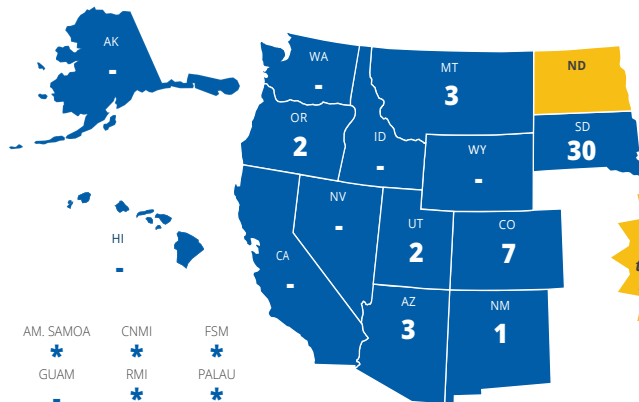 AK
-
WA
-
MT
3
ND
OR
2
ID
-
SD
30
WY
-
NV
-
HI
-
CA
-
UT
2
CO
7
AZ
3
NM
1
AM. SAMOA CNMI FSM
* * *
GUAM RMI PALAU
- * *